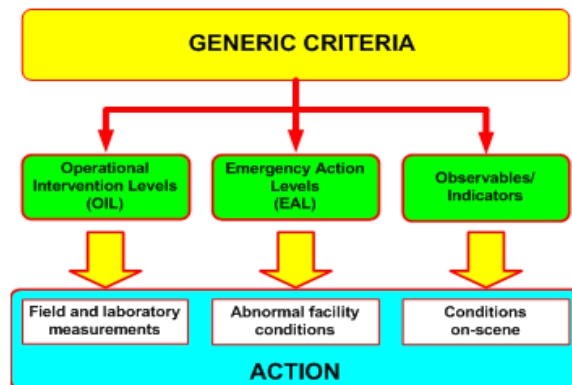 GENERIC CRITERIA
Operational
Intervention Levels
(OIL)
Emergency Action
Levels
(EAL)
Observables/
Indicators
Field and laboratory
measurements
Abnormal facility
conditions
Conditions
on-scene
ACTION